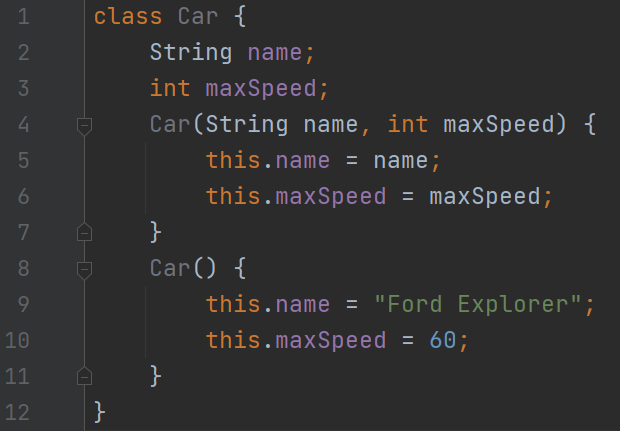 1 class Car {
2     String name;
3     int maxSpeed;
4     Car(String name, int maxSpeed) {
5         this.name = name;
6         this.maxSpeed = maxSpeed;
7     }
8     Car() {
9         this.name = "Ford Explorer";
10         this.maxSpeed = 60;
11     }
12 }